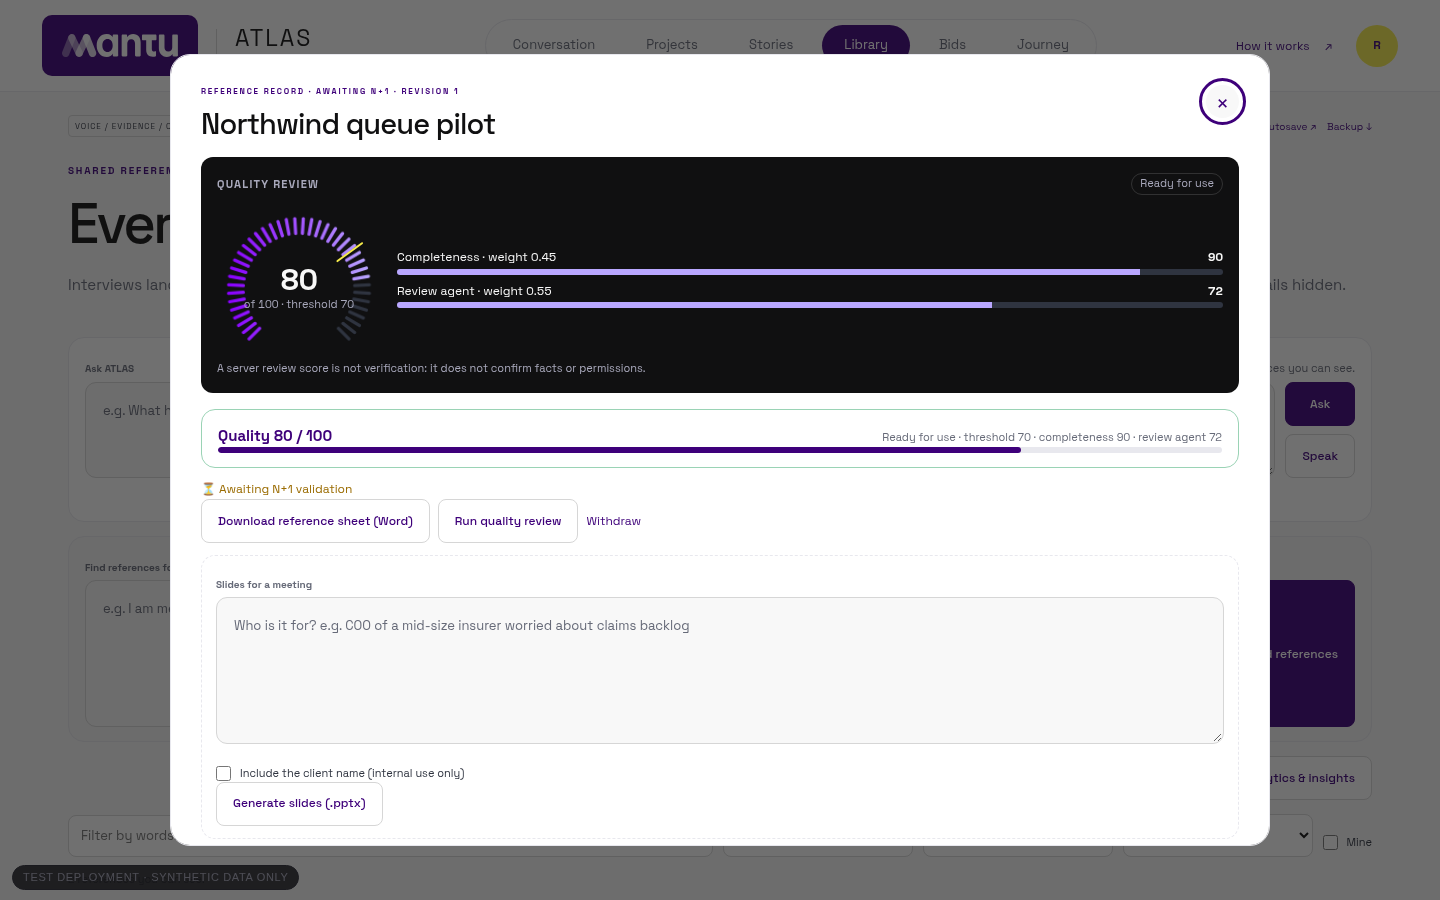 mantu
ATLAS
Conversation
Projects
Stories
Library
Bids
Journey
How it works ↗
R
VOICE / EVIDENCE /
utosave ↗
Backup ↓
REFERENCE RECORD · AWAITING N+1 · REVISION 1
×
Northwind queue pilot
SHARED REFEREN
Ever
Interviews lan
ails hidden.
QUALITY REVIEW
Ready for use
80
of 100 · threshold 70
Completeness · weight 0.45
90
Review agent · weight 0.55
72
A server review score is not verification: it does not confirm facts or permissions.
Ask ATLAS
ces you can see.
e.g. What h
Ask
Speak
Quality 80 / 100
Ready for use · threshold 70 · completeness 90 · review agent 72
⏳ Awaiting N+1 validation
Download reference sheet (Word)
Run quality review
Withdraw
Find references fo
e.g. I am me
d references
Slides for a meeting
Who is it for? e.g. COO of a mid-size insurer worried about claims backlog
Include the client name (internal use only)
Generate slides (.pptx)
ytics & insights
Filter by words
Mine
TEST DEPLOYMENT · SYNTHETIC DATA ONLY